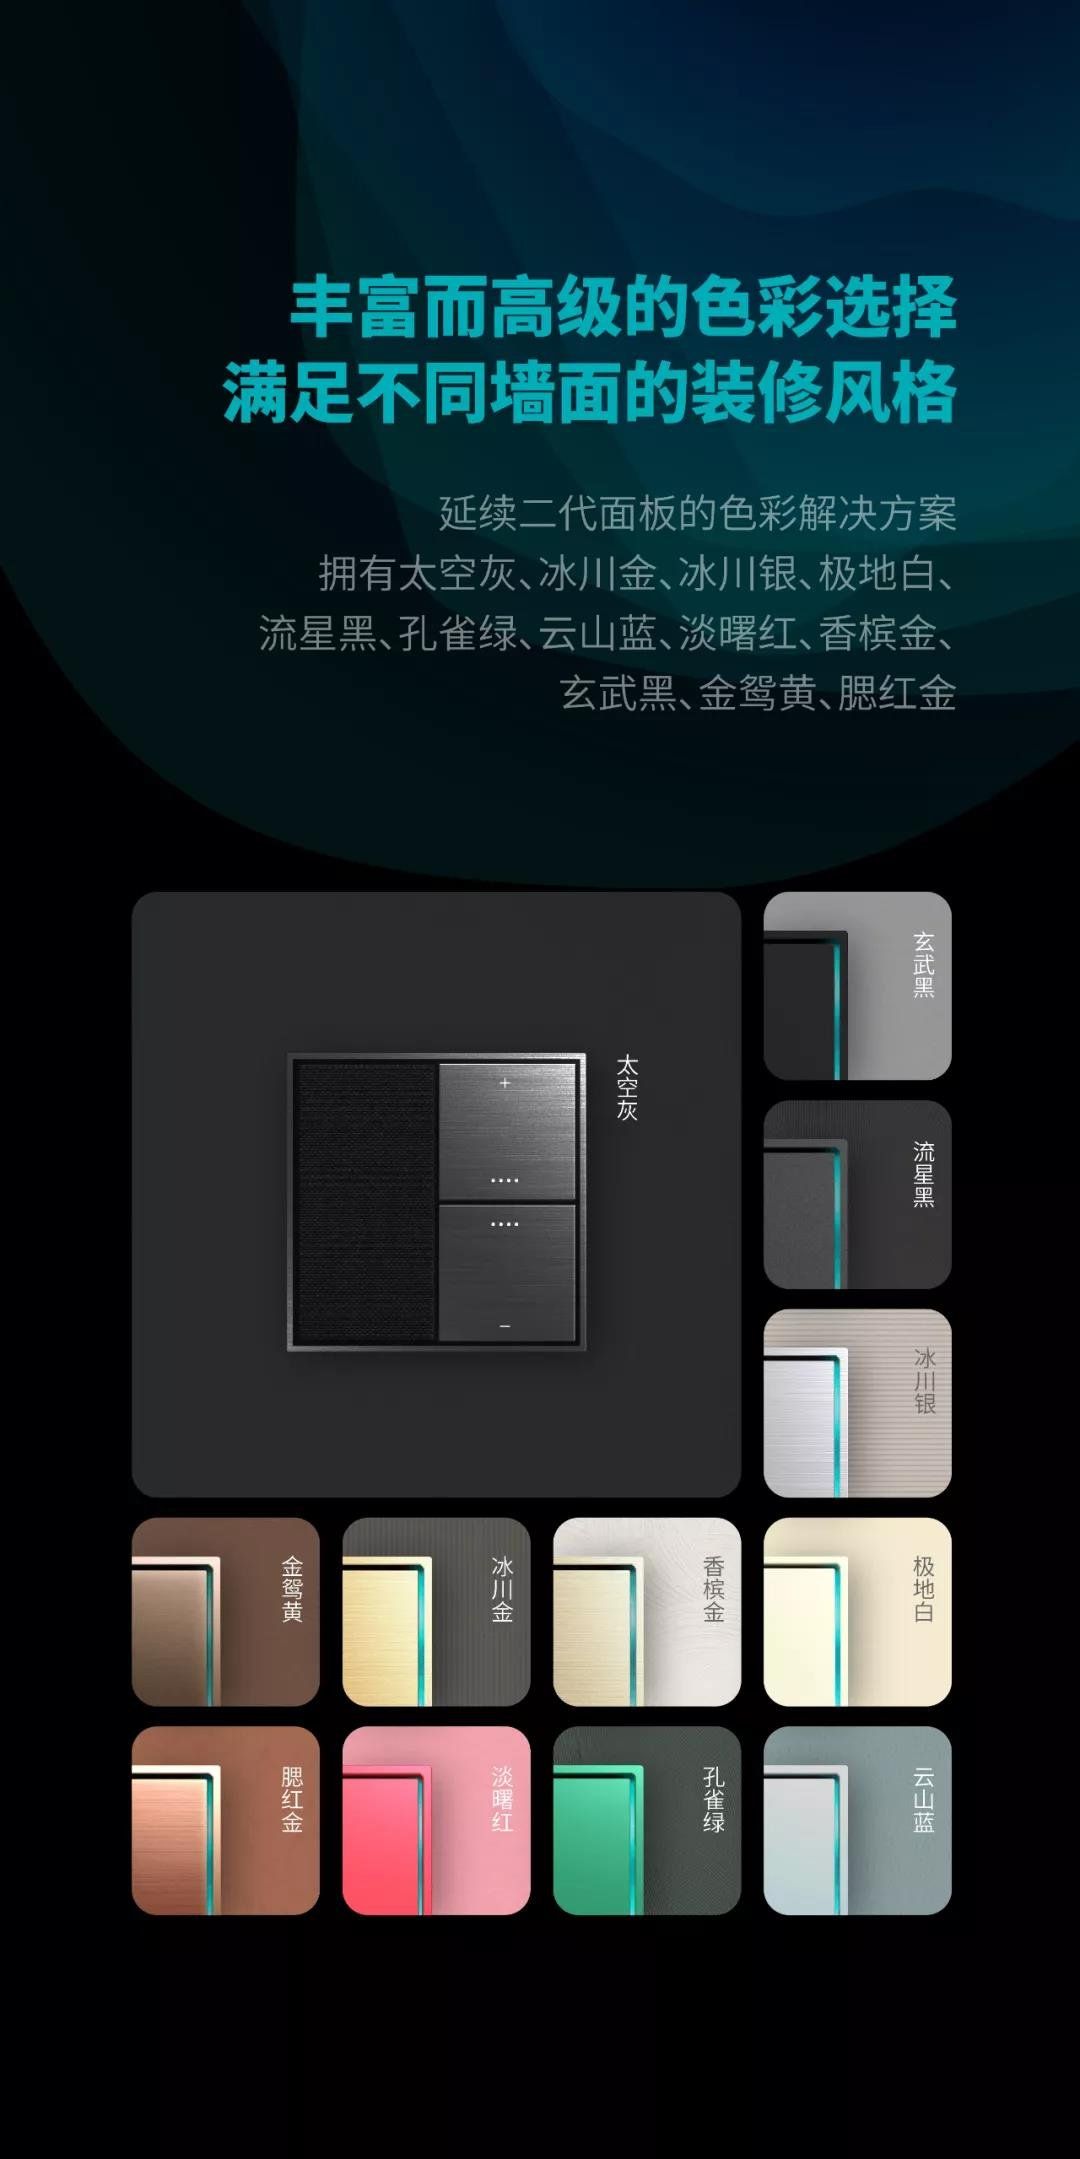 丰富而高级的色彩选择
满足不同墙面的装修风格
延续二代面板的色彩解决方案
拥有太空灰、冰川金、冰川银、极地白、
流星黑、孔雀绿、云山蓝、淡曙红、香槟金、
玄武黑、金鸳黄、腮红金
太空灰
+
−
玄武黑
流星黑
冰川银
金鸳黄
冰川金
香槟金
极地白
腮红金
淡曙红
孔雀绿
云山蓝